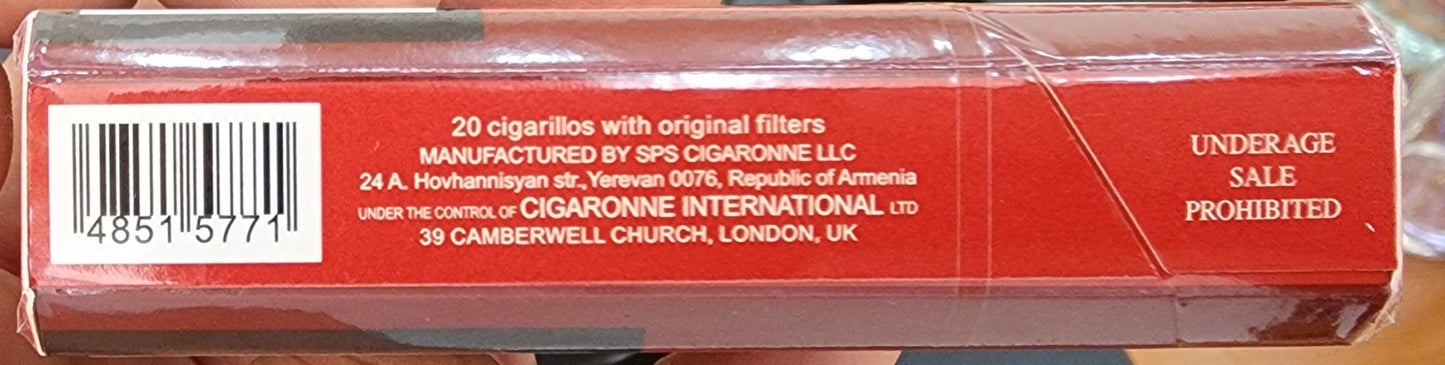 4851 5771
20 cigarillos with original filters
MANUFACTURED BY SPS CIGARONNE LLC
24 A. Hovhannisyan str., Yerevan 0076, Republic of Armenia
UNDER THE CONTROL OF CIGARONNE INTERNATIONAL LTD
39 CAMBERWELL CHURCH, LONDON, UK
UNDERAGE
SALE
PROHIBITED